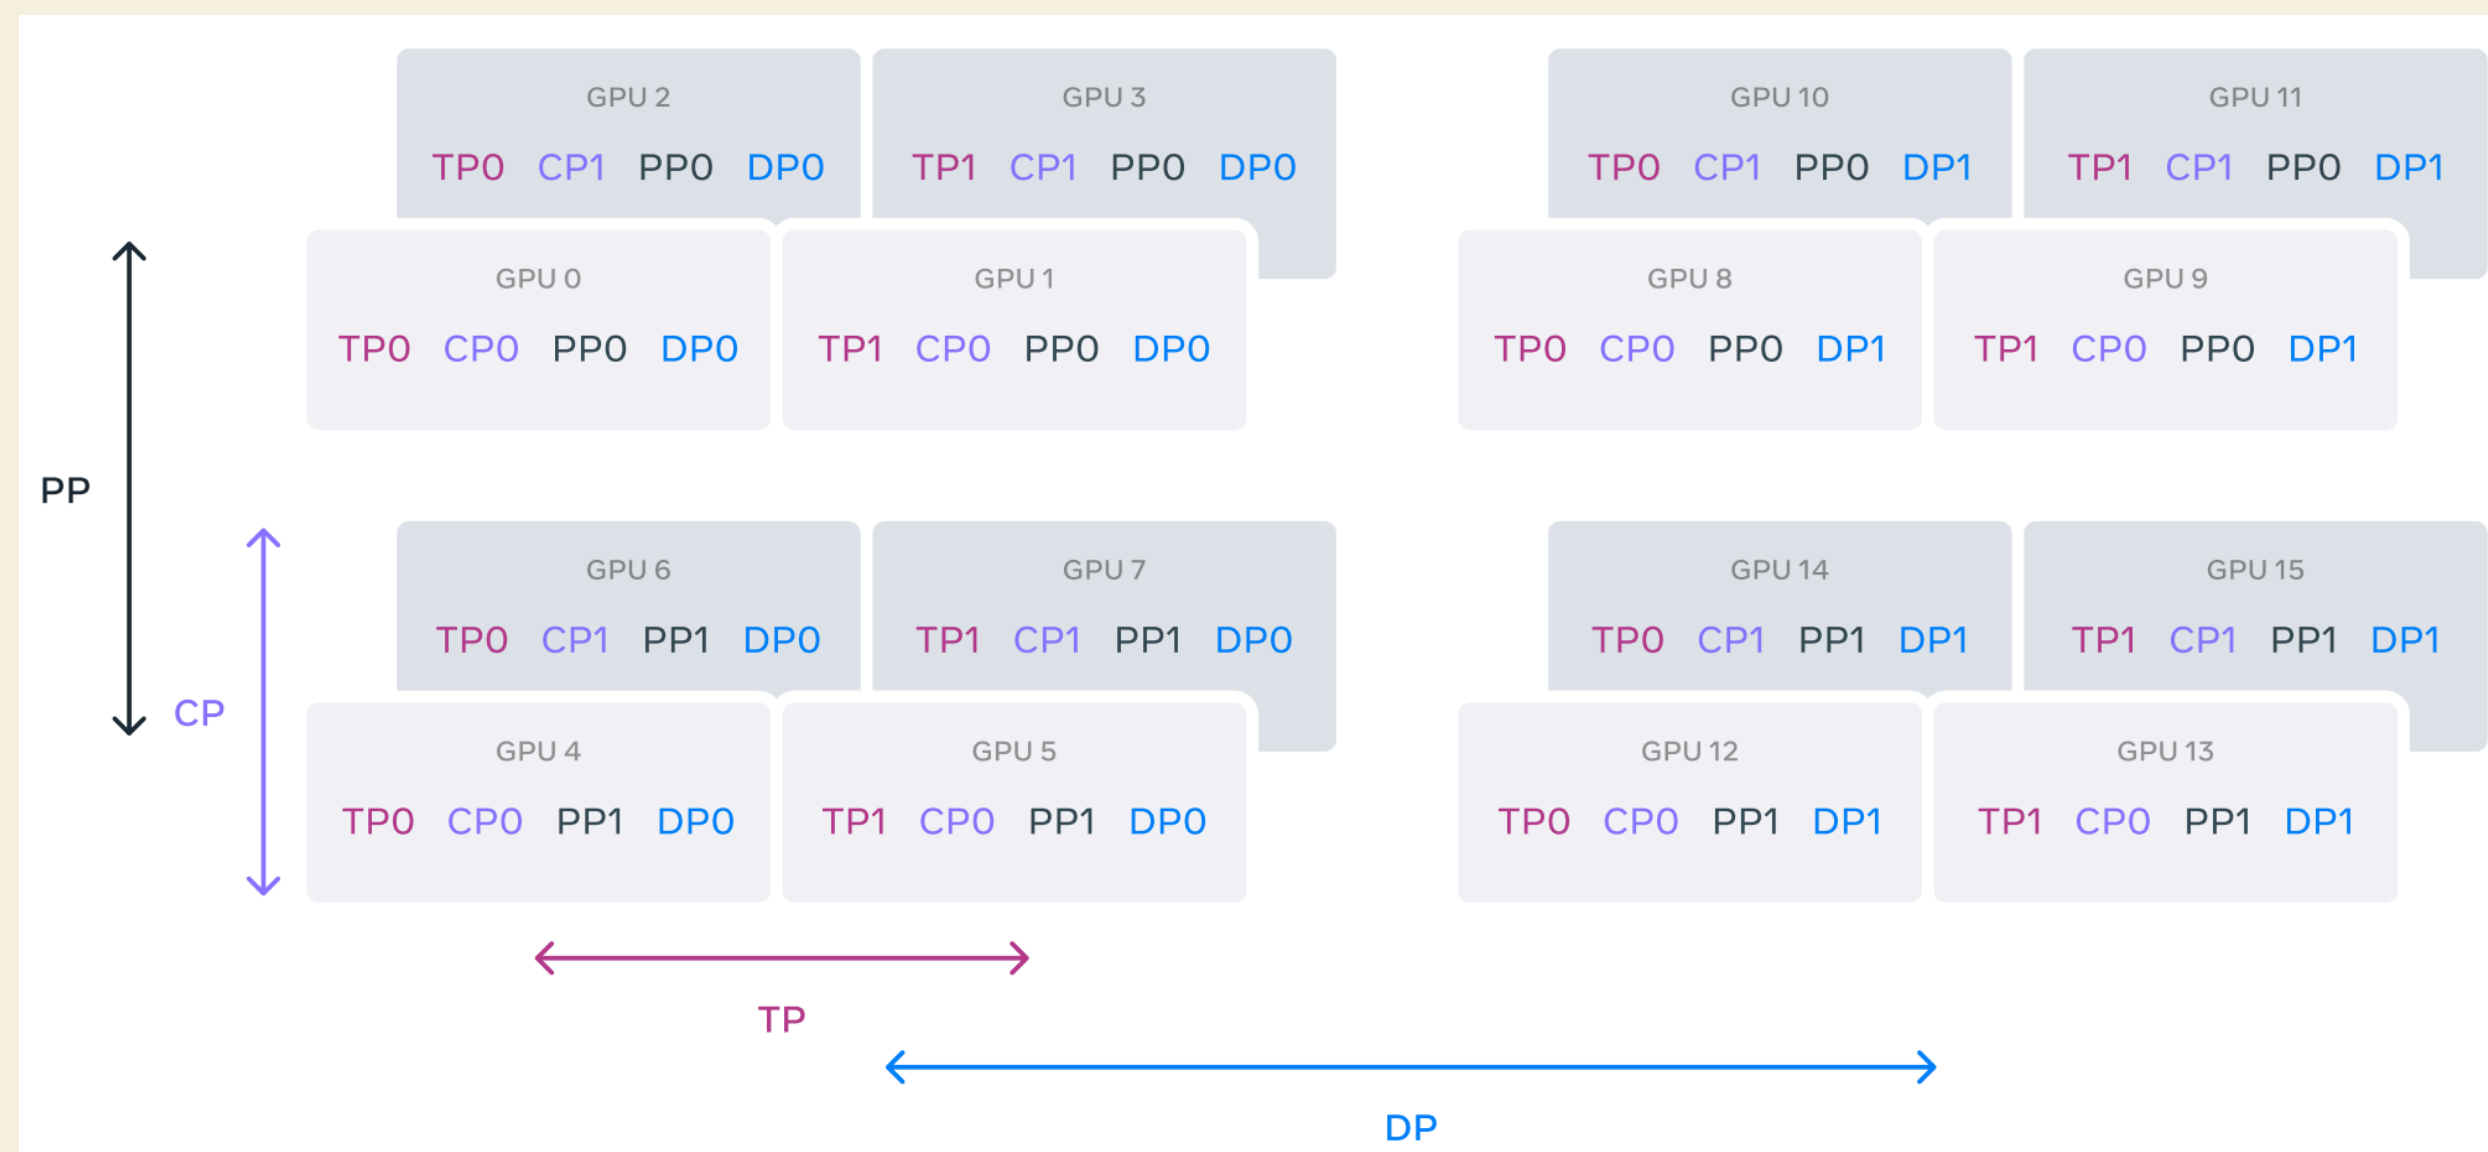 GPU 2
TP0 CP1 PP0 DP0
GPU 3
TP1 CP1 PP0 DP0
GPU 10
TP0 CP1 PP0 DP1
GPU 11
TP1 CP1 PP0 DP1
GPU 0
TP0 CP0 PP0 DP0
GPU 1
TP1 CP0 PP0 DP0
GPU 8
TP0 CP0 PP0 DP1
GPU 9
TP1 CP0 PP0 DP1
PP
GPU 6
TP0 CP1 PP1 DP0
GPU 7
TP1 CP1 PP1 DP0
GPU 14
TP0 CP1 PP1 DP1
GPU 15
TP1 CP1 PP1 DP1
CP
GPU 4
TP0 CP0 PP1 DP0
GPU 5
TP1 CP0 PP1 DP0
GPU 12
TP0 CP0 PP1 DP1
GPU 13
TP1 CP0 PP1 DP1
TP
DP